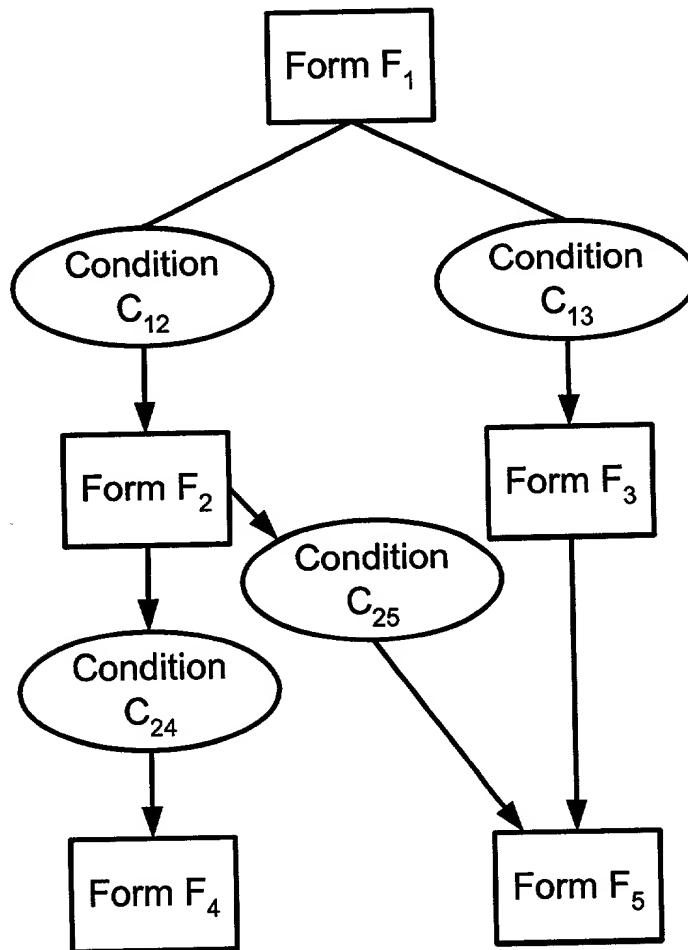 Form F₁
Condition
C₁₂
Condition
C₁₃
Form F₂
Form F₃
Condition
C₂₅
Condition
C₂₄
Form F₄
Form F₅